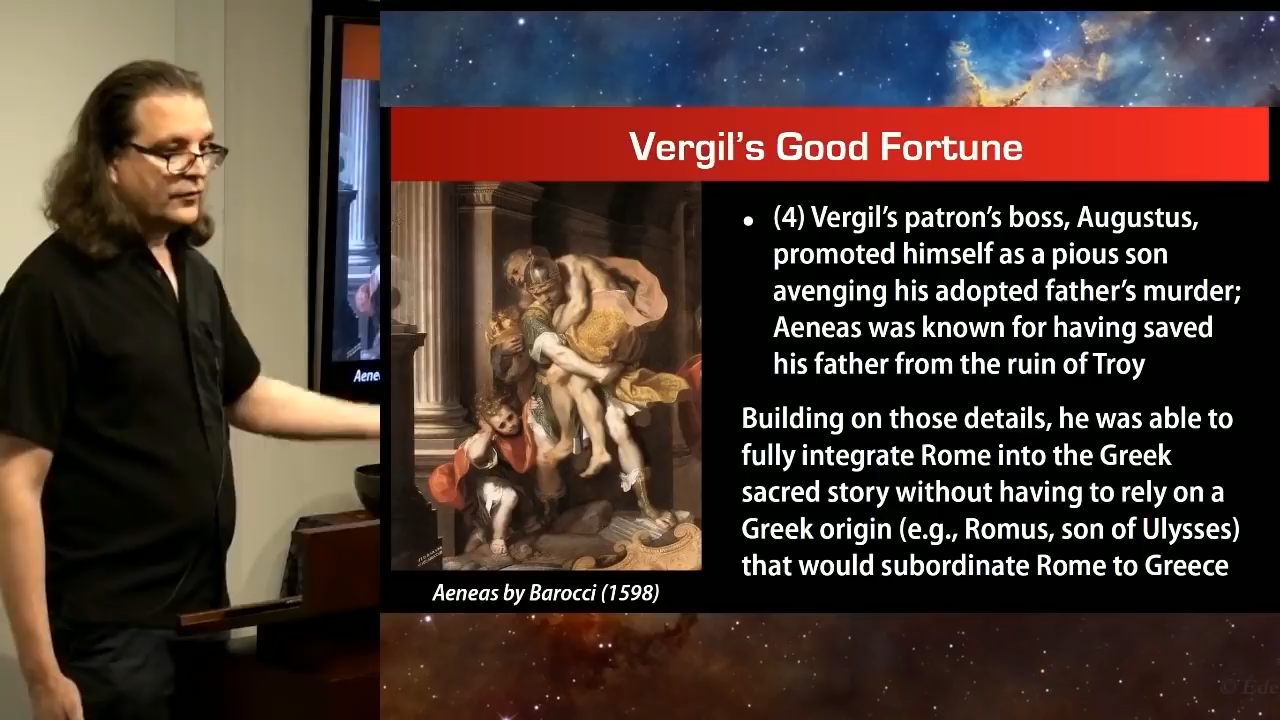 Vergil’s Good Fortune
• (4) Vergil’s patron’s boss, Augustus,
promoted himself as a pious son
avenging his adopted father’s murder;
Aeneas was known for having saved
his father from the ruin of Troy
Building on those details, he was able to
fully integrate Rome into the Greek
sacred story without having to rely on a
Greek origin (e.g., Romus, son of Ulysses)
that would subordinate Rome to Greece
Aeneas by Barocci (1598)
Aene
© Ede